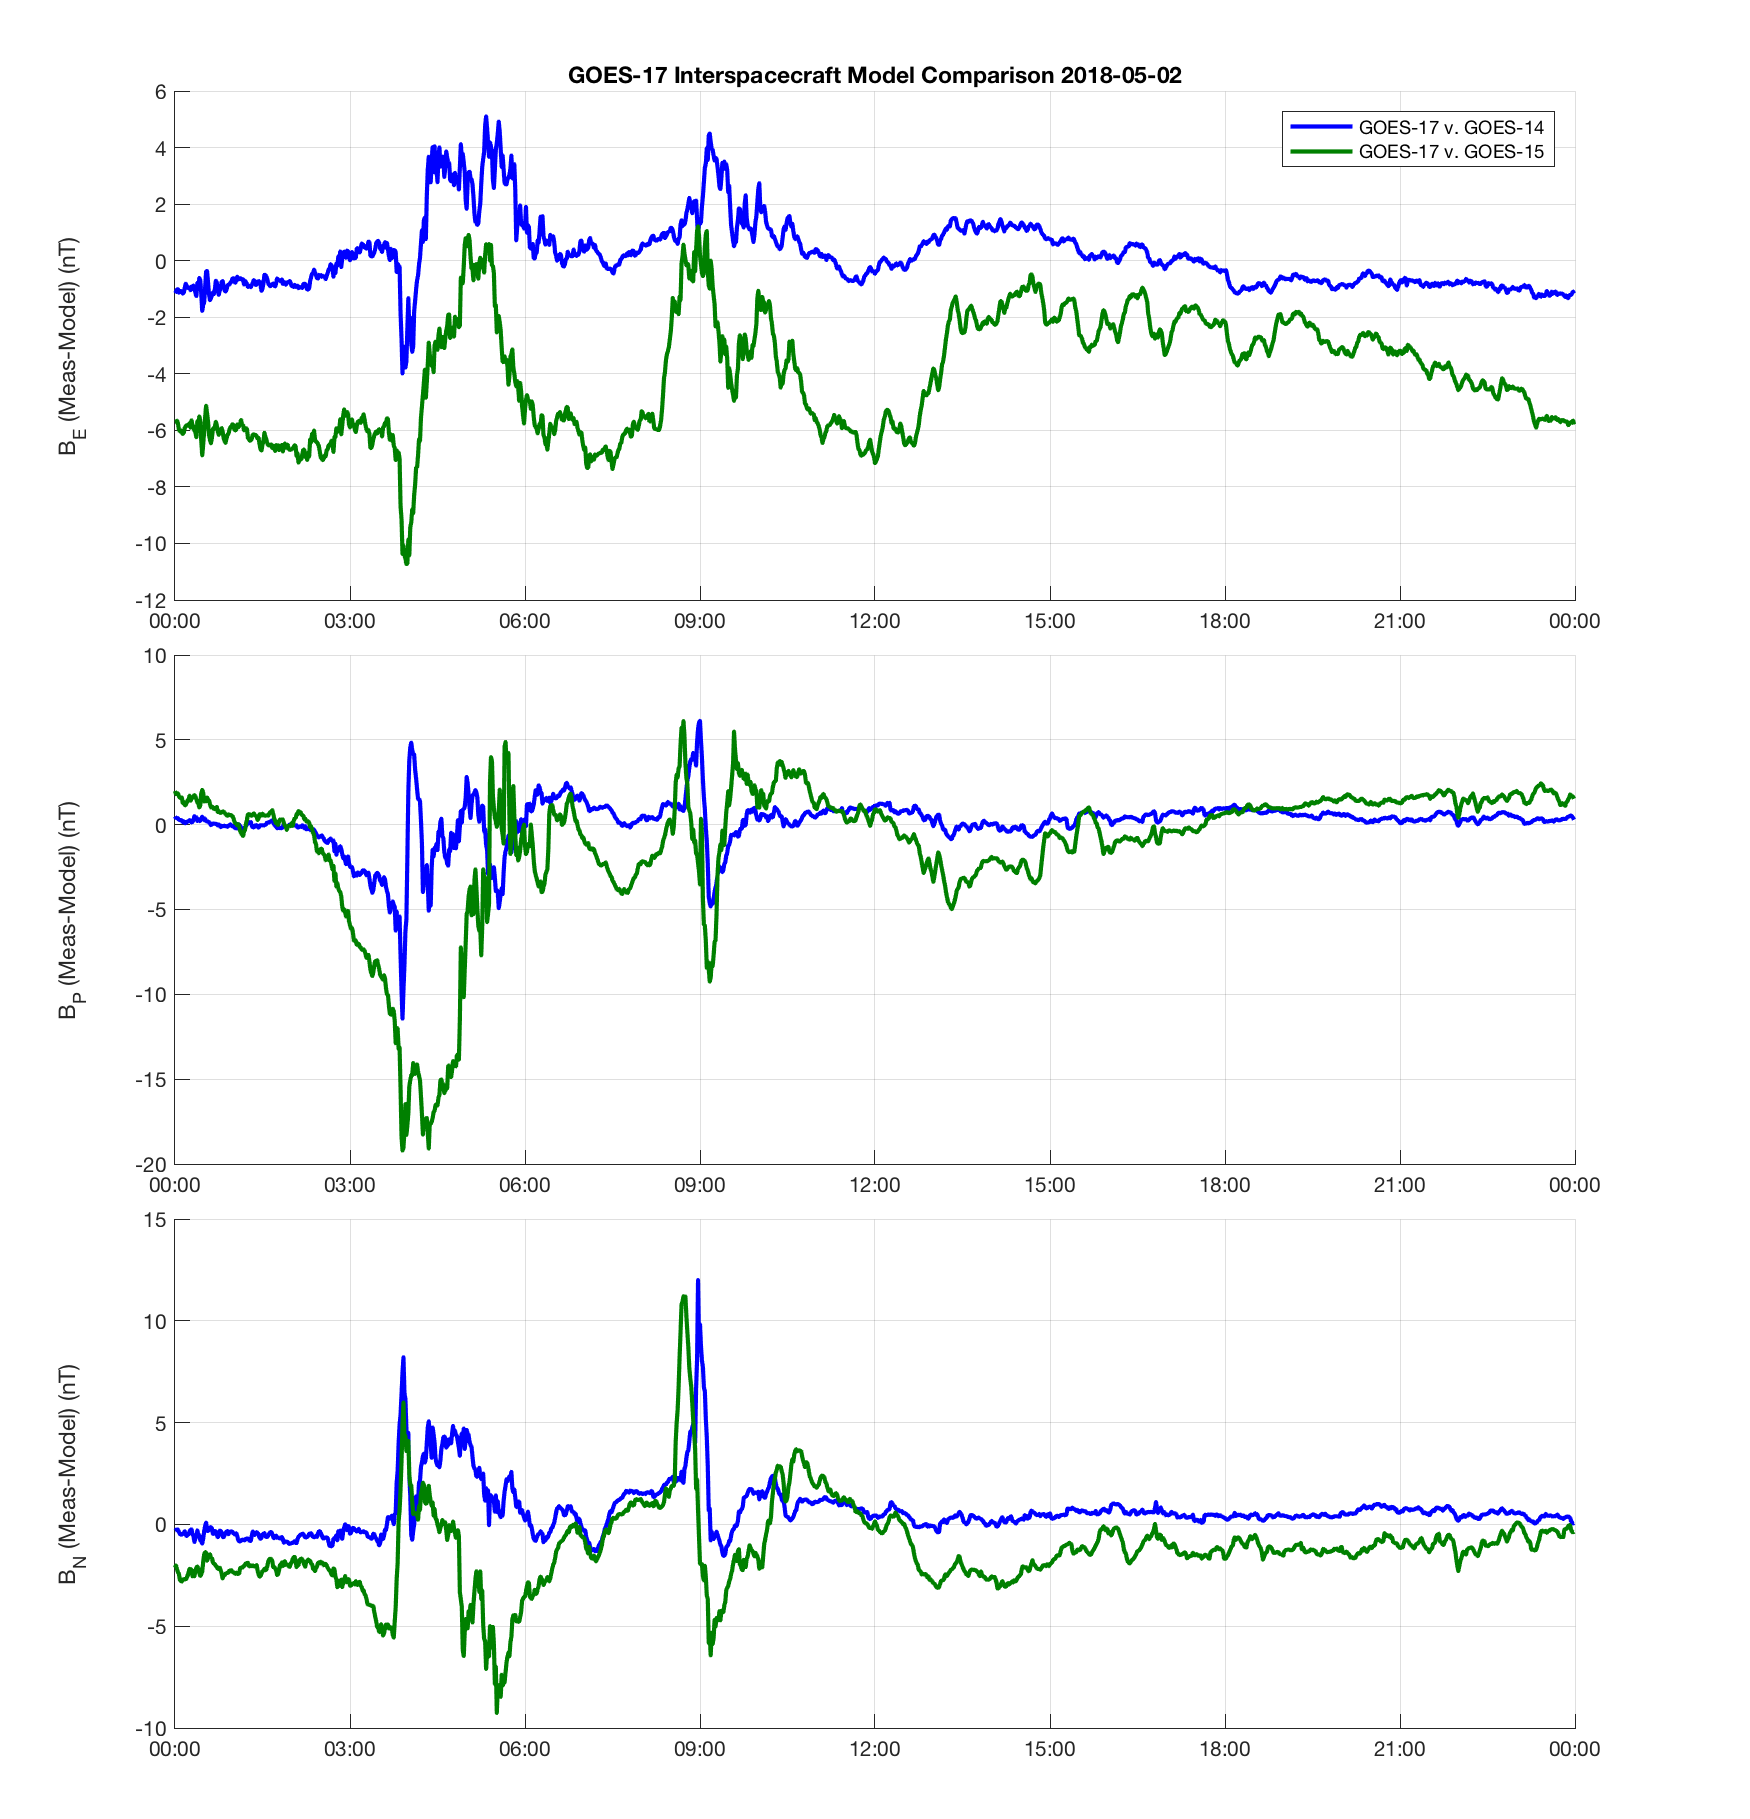 GOES-17 Interspacecraft Model Comparison 2018-05-02
GOES-17 v. GOES-14
GOES-17 v. GOES-15
B_E (Meas-Model) (nT)
6
4
2
0
-2
-4
-6
-8
-10
-12
00:00 03:00 06:00 09:00 12:00 15:00 18:00 21:00 00:00
B_P (Meas-Model) (nT)
10
5
0
-5
-10
-15
-20
00:00 03:00 06:00 09:00 12:00 15:00 18:00 21:00 00:00
B_N (Meas-Model) (nT)
15
10
5
0
-5
-10
00:00 03:00 06:00 09:00 12:00 15:00 18:00 21:00 00:00